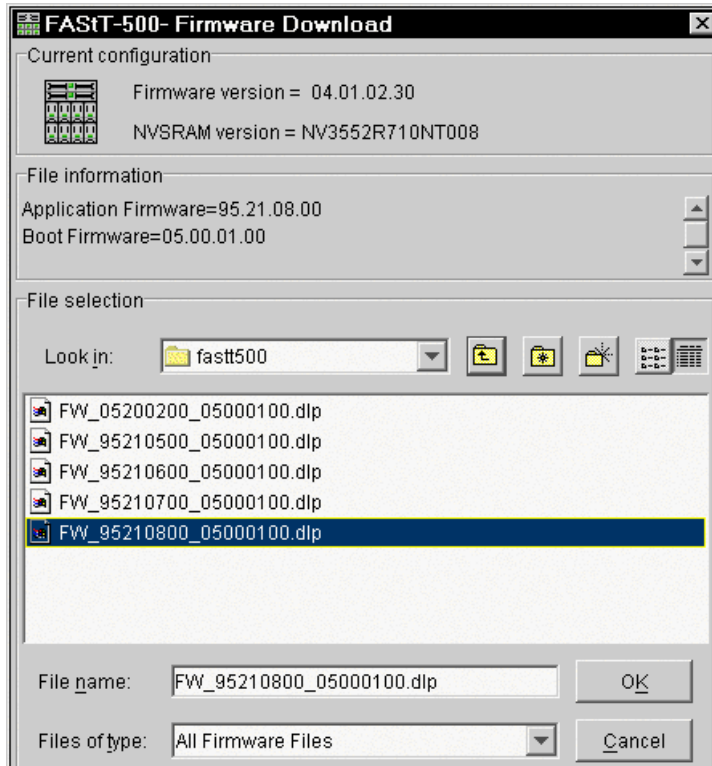 FAStT-500- Firmware Download
Current configuration
Firmware version = 04.01.02.30
NVSRAM version = NV3552R710NT008
File information
Application Firmware=95.21.08.00
Boot Firmware=05.00.01.00
File selection
Look in: fastt500
FW_05200200_05000100.dlp
FW_95210500_05000100.dlp
FW_95210600_05000100.dlp
FW_95210700_05000100.dlp
FW_95210800_05000100.dlp
File name: FW_95210800_05000100.dlp OK
Files of type: All Firmware Files Cancel